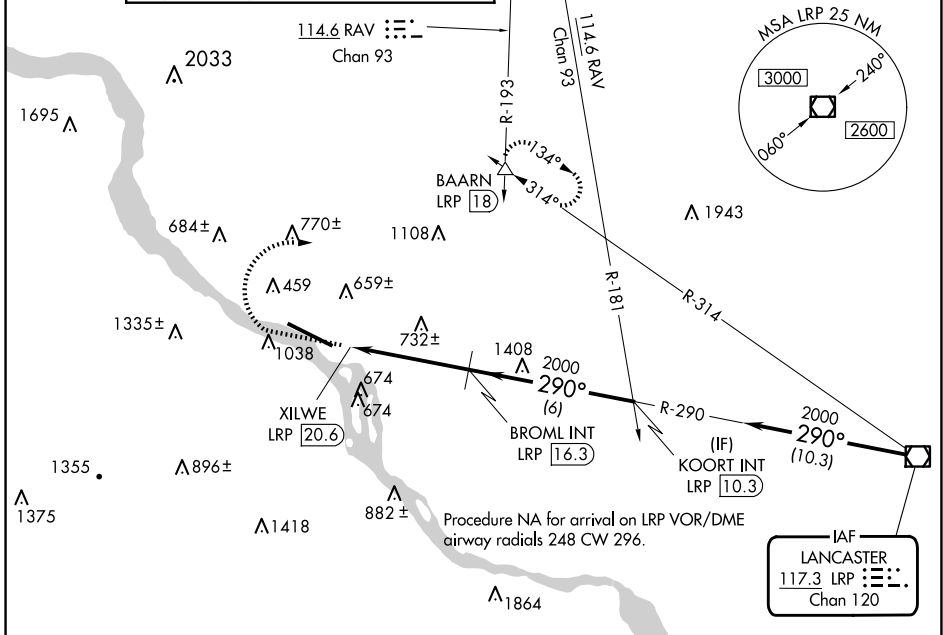 114.6 RAV
Chan 93
114.6 RAV
Chan 93
MSA LRP 25 NM
3000
240°
060°
2600
2033
1695
R-193
134°
314°
BAARN
LRP 18
1943
684±
770±
1108
R-181
R-314
459
659±
1335±
1038
732±
1408
2000
290°
(6)
674
674
XILWE
LRP 20.6
BROML INT
LRP 16.3
R-290
(IF)
KOORT INT
LRP 10.3
2000
290°
(10.3)
1355
896±
1375
1418
882±
Procedure NA for arrival on LRP VOR/DME
airway radials 248 CW 296.
IAF
LANCASTER
117.3 LRP
Chan 120
1864